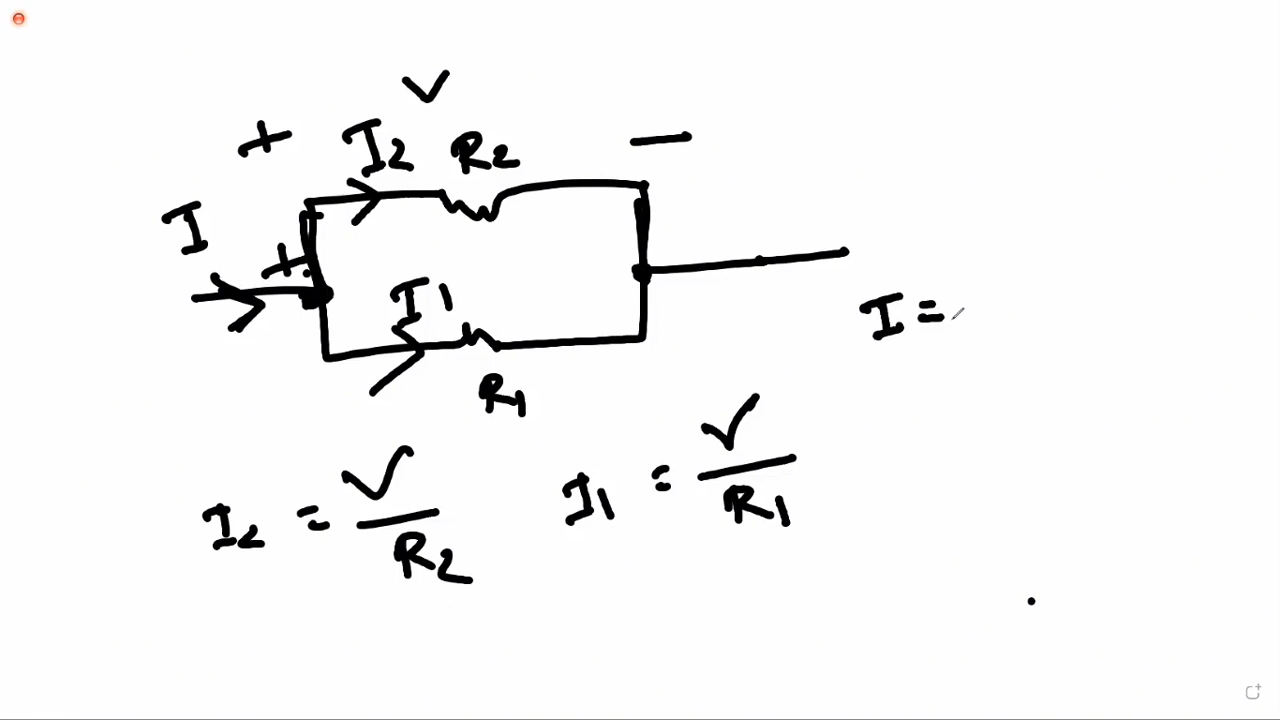 V
+ I2 R2 −
I
+
I1
R1
I =
I2 = V/R2
I1 = V/R1